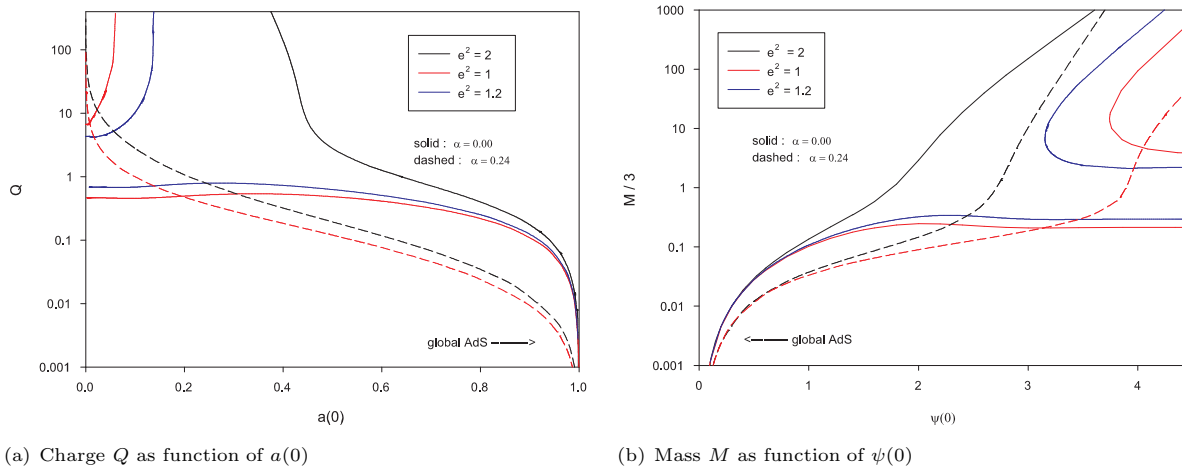 100
10
1
0.1
0.01
0.001
Q
0.0
0.2
0.4
0.6
0.8
1.0
a(0)
e² = 2
e² = 1
e² = 1.2
solid : α = 0.00
dashed : α = 0.24
global AdS
(a) Charge Q as function of a(0)
1000
100
10
1
0.1
0.01
0.001
M / 3
0
1
2
3
4
ψ(0)
e² = 2
e² = 1
e² = 1.2
solid : α = 0.00
dashed : α = 0.24
global AdS
(b) Mass M as function of ψ(0)